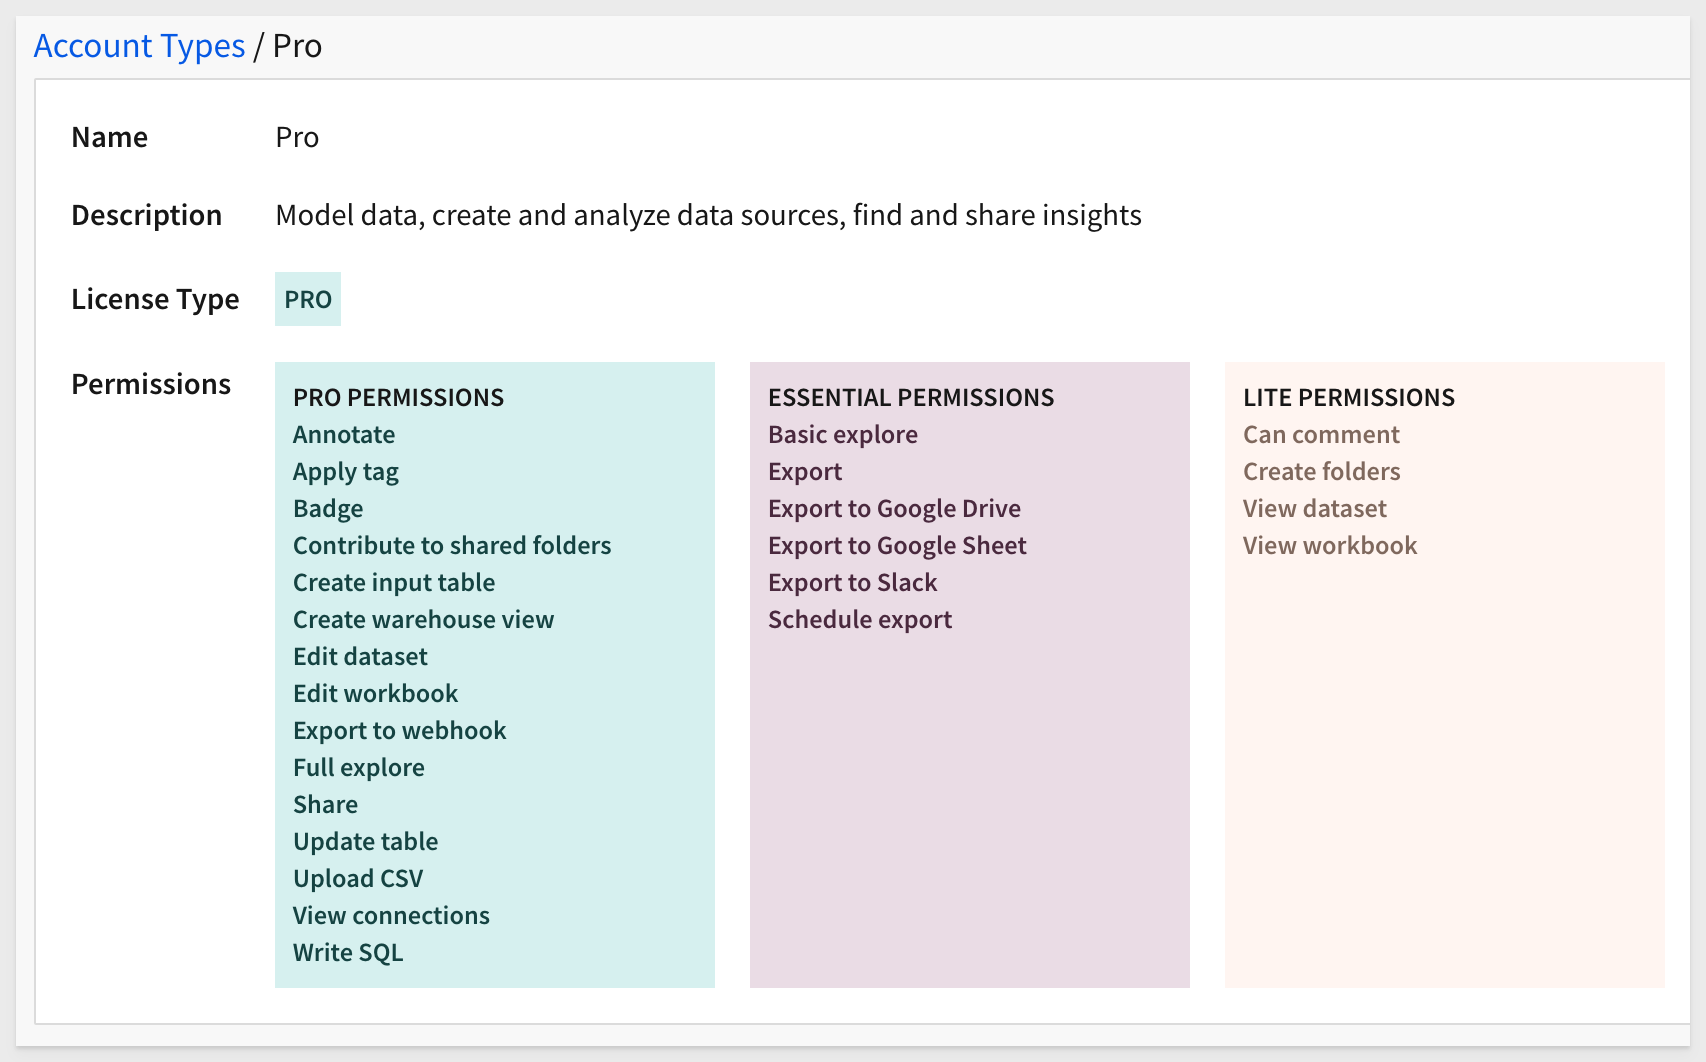 Account Types / Pro
Name Pro
Description Model data, create and analyze data sources, find and share insights
License Type PRO
Permissions
PRO PERMISSIONS
Annotate
Apply tag
Badge
Contribute to shared folders
Create input table
Create warehouse view
Edit dataset
Edit workbook
Export to webhook
Full explore
Share
Update table
Upload CSV
View connections
Write SQL
ESSENTIAL PERMISSIONS
Basic explore
Export
Export to Google Drive
Export to Google Sheet
Export to Slack
Schedule export
LITE PERMISSIONS
Can comment
Create folders
View dataset
View workbook